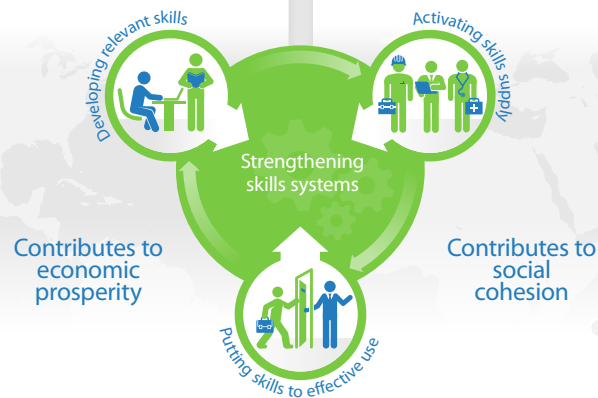 Developing relevant skills
Activating skills supply
Strengthening
skills systems
Contributes to
economic
prosperity
Contributes to
social
cohesion
Putting skills to effective use